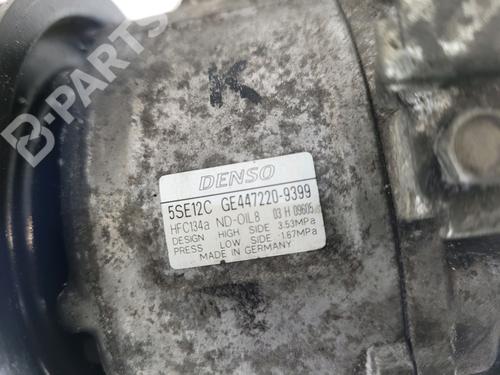 B-PARTS
K
DENSO
5SE12C GE447220-9399
HFC134a ND-OIL8 03 H 09605
DESIGN HIGH SIDE 3.53MPa
PRESS LOW SIDE 1.67MPa
MADE IN GERMANY